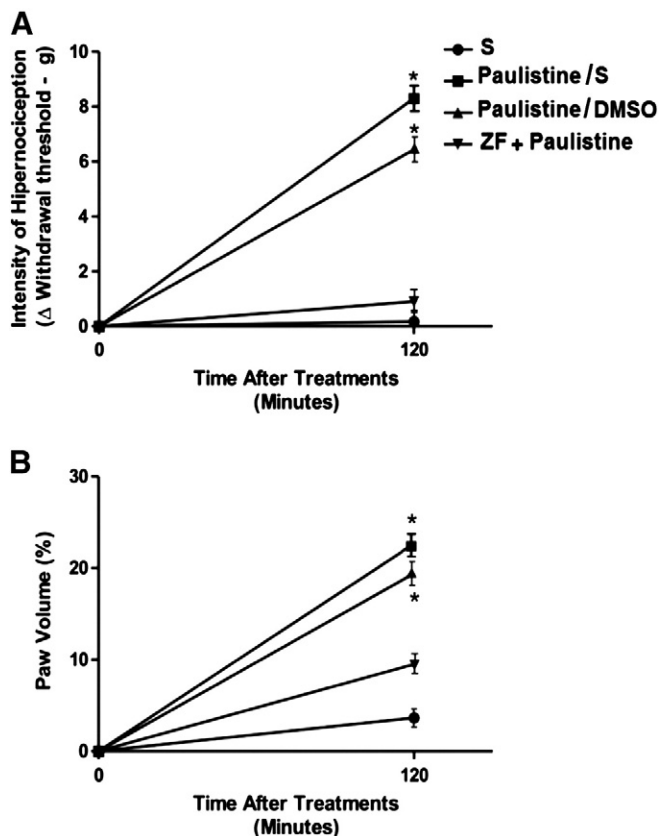 A
Intensity of Hipernociception
(Δ Withdrawal threshold - g)
10
8
6
4
2
0
*
*
S
Paulistine/S
Paulistine/DMSO
ZF + Paulistine
0
120
Time After Treatments
(Minutes)
B
Paw Volume (%)
30
20
10
0
*
*
0
120
Time After Treatments
(Minutes)